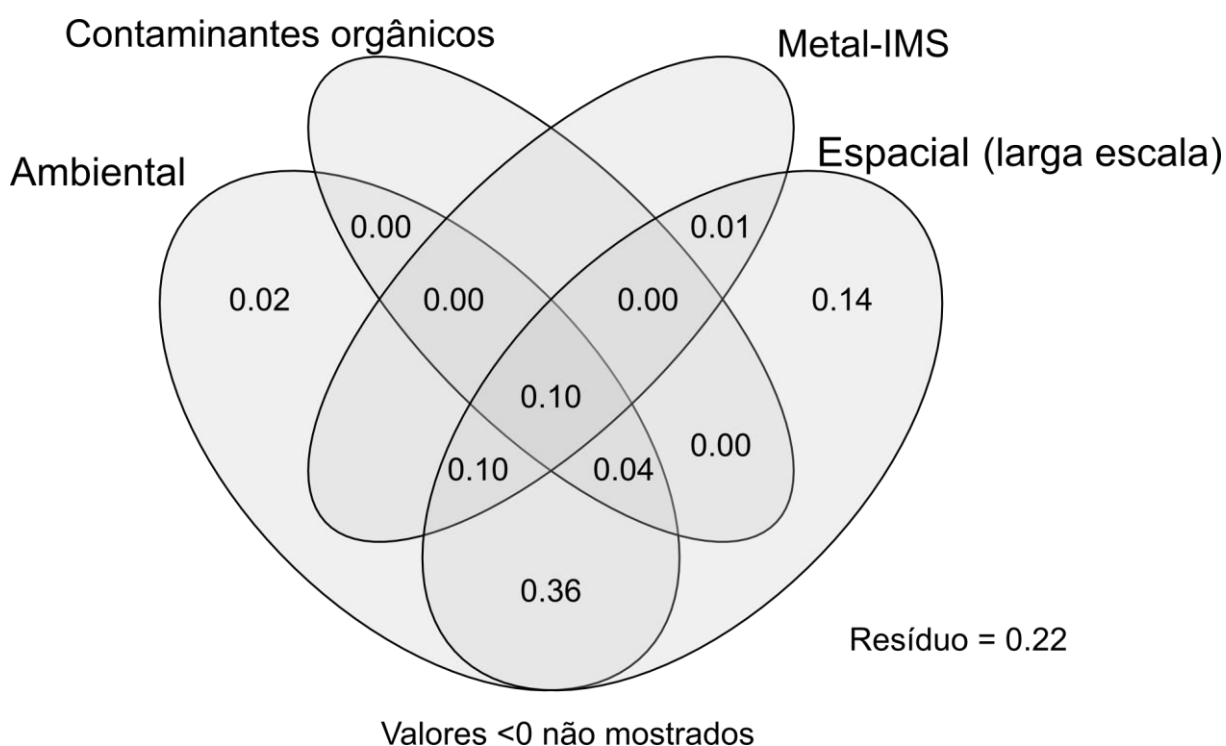 Contaminantes orgânicos
Metal-IMS
Ambiental
Espacial (larga escala)
0.00
0.01
0.02
0.00
0.00
0.14
0.10
0.00
0.10
0.04
0.36
Resíduo = 0.22
Valores <0 não mostrados